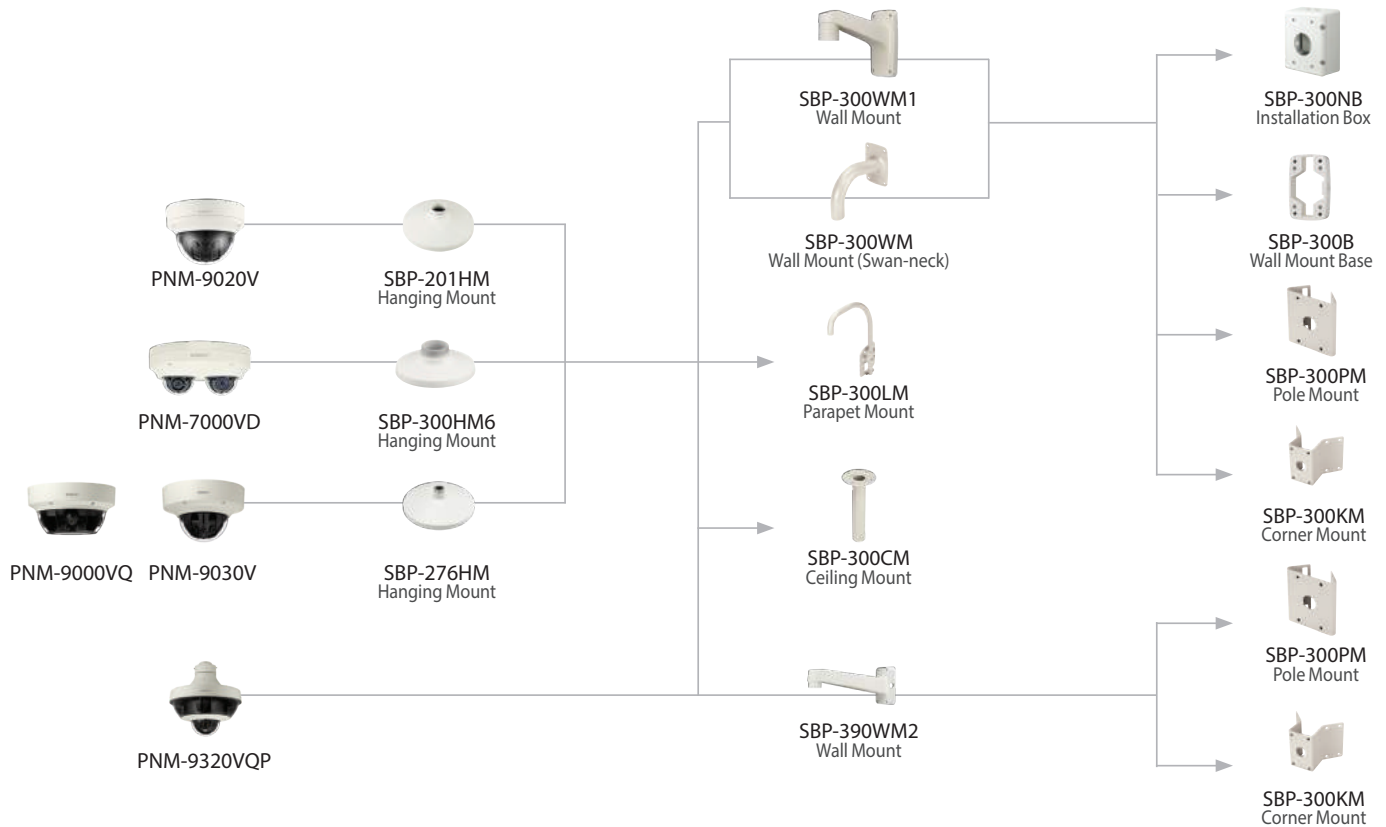 SBP-300WM1
Wall Mount
SBP-300NB
Installation Box
PNM-9020V
SBP-201HM
Hanging Mount
SBP-300WM
Wall Mount (Swan-neck)
SBP-300B
Wall Mount Base
PNM-7000VD
SBP-300HM6
Hanging Mount
SBP-300LM
Parapet Mount
SBP-300PM
Pole Mount
PNM-9000VQ
PNM-9030V
SBP-276HM
Hanging Mount
SBP-300CM
Ceiling Mount
SBP-300KM
Corner Mount
PNM-9320VQP
SBP-390WM2
Wall Mount
SBP-300PM
Pole Mount
SBP-300KM
Corner Mount